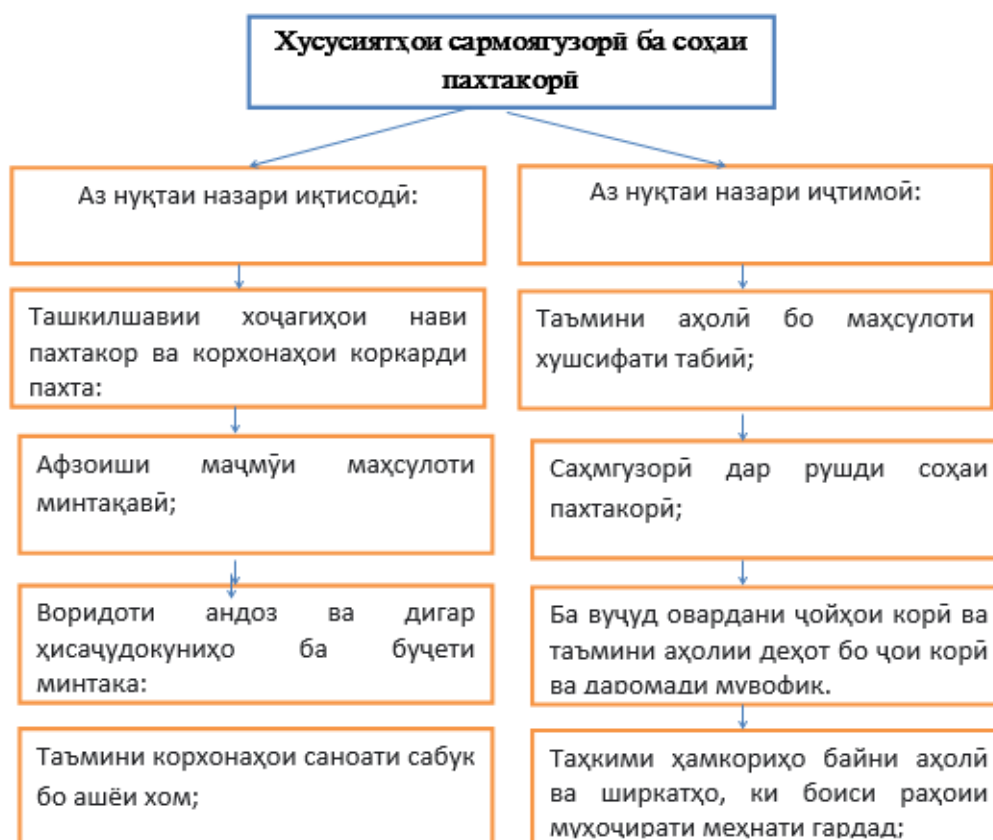 Хусусиятҳои сармоягузорӣ ба соҳаи
пахтакорӣ
Аз нуқтаи назари иқтисодӣ:
Ташкилшавии хоҷагиҳои нави
пахтакор ва корхонаҳои коркарди
пахта:
Афзоиши маҷмӯи маҳсулоти
минтақавӣ;
Воридоти андоз ва дигар
ҳисаҷудокуниҳо ба буҷети
минтака:
Таъмини корхонаҳои саноати сабук
бо ашёи хом;
Аз нуқтаи назари иҷтимоӣ:
Таъмини аҳолӣ бо маҳсулоти
хушсифати табиӣ;
Саҳмгузорӣ дар рушди соҳаи
пахтакорӣ;
Ба вуҷуд овардани ҷойҳои корӣ ва
таъмини аҳолии деҳот бо ҷои корӣ
ва даромади мувофик.
Таҳкими ҳамкориҳо байни аҳолӣ
ва ширкатҳо, ки боиси раҳоии
муҳоҷирати меҳнати гардад;